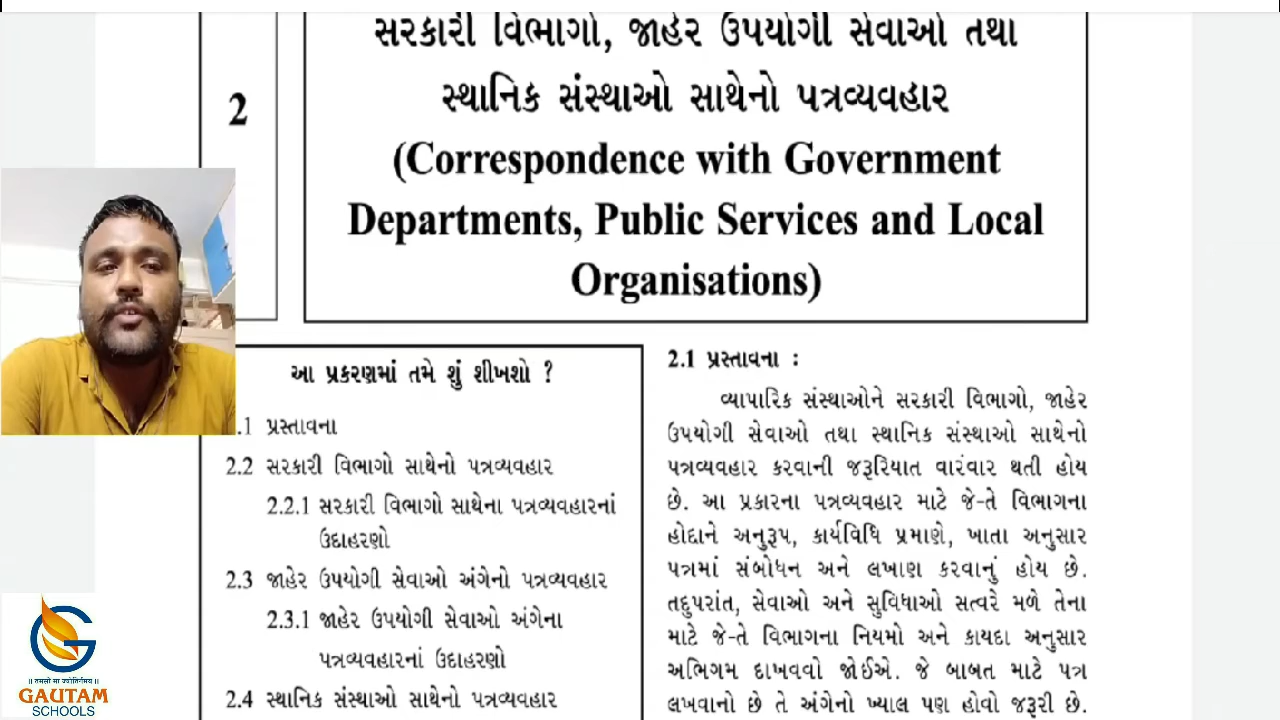 2
સરકારી વિભાગો, જાહેર ઉપયોગી સેવાઓ તથા
સ્થાનિક સંસ્થાઓ સાથેનો પત્રવ્યવહાર
(Correspondence with Government
Departments, Public Services and Local
Organisations)
આ પ્રકરણમાં તમે શું શીખશો ?
.1 પ્રસ્તાવના
2.2 સરકારી વિભાગો સાથેનો પત્રવ્યવહાર
2.2.1 સરકારી વિભાગો સાથેના પત્રવ્યવહારનાં
ઉદાહરણો
2.3 જાહેર ઉપયોગી સેવાઓ અંગેનો પત્રવ્યવહાર
2.3.1 જાહેર ઉપયોગી સેવાઓ અંગેના
પત્રવ્યવહારનાં ઉદાહરણો
2.4 સ્થાનિક સંસ્થાઓ સાથેનો પત્રવ્યવહાર
2.1 પ્રસ્તાવના :
વ્યાપારિક સંસ્થાઓને સરકારી વિભાગો, જાહેર
ઉપયોગી સેવાઓ તથા સ્થાનિક સંસ્થાઓ સાથેનો
પત્રવ્યવહાર કરવાની જરૂરિયાત વારંવાર થતી હોય
છે. આ પ્રકારના પત્રવ્યવહાર માટે જે-તે વિભાગના
હોદ્દાને અનુરૂપ, કાર્યવિધિ પ્રમાણે, ખાતા અનુસાર
પત્રમાં સંબોધન અને લખાણ કરવાનું હોય છે.
તદુપરાંત, સેવાઓ અને સુવિધાઓ સત્વરે મળે તેના
માટે જે-તે વિભાગના નિયમો અને કાયદા અનુસાર
અભિગમ દાખવવો જોઈએ. જે બાબત માટે પત્ર
લખવાનો છે તે અંગેનો ખ્યાલ પણ હોવો જરૂરી છે.
|| तमसो मा ज्योतिर्गमय ||
GAUTAM
SCHOOLS